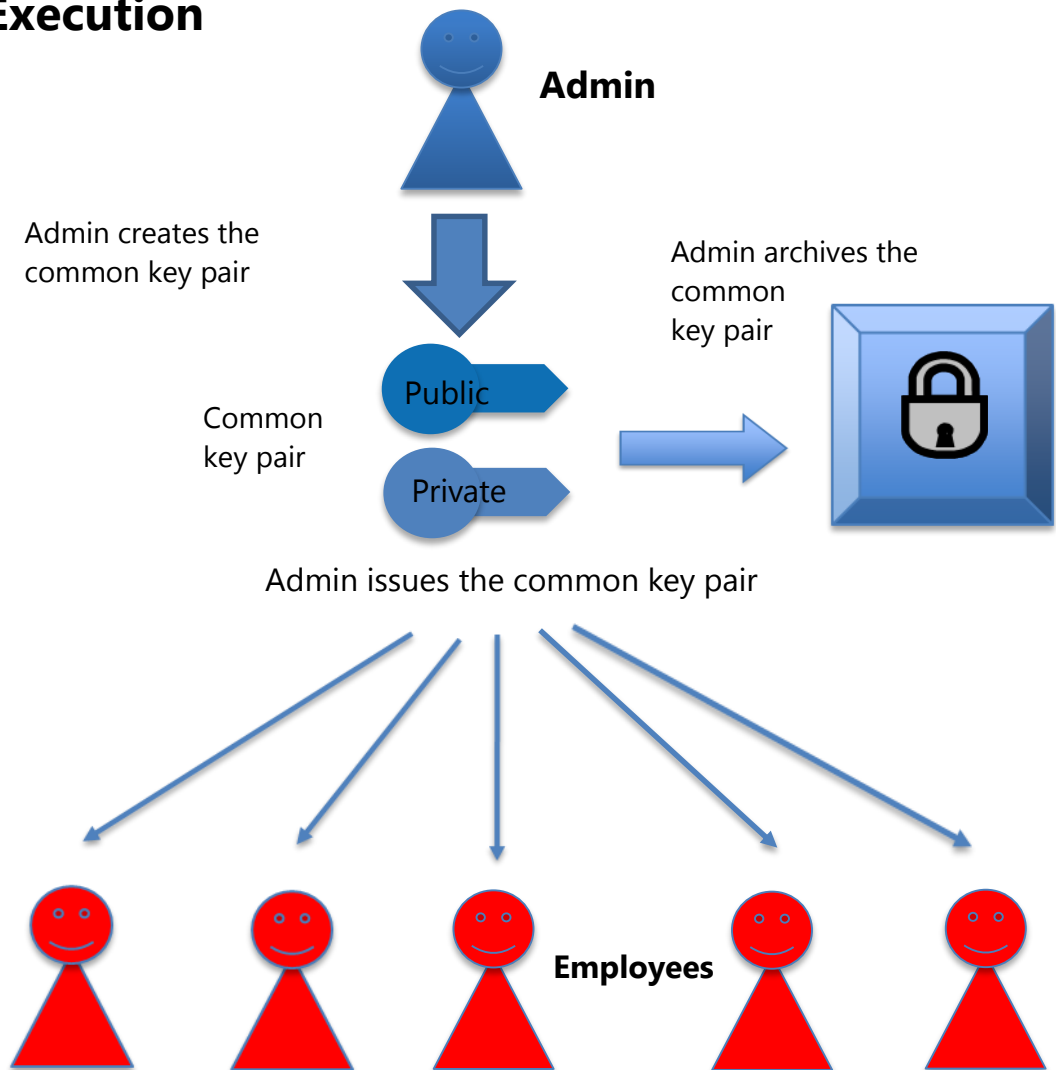 Execution
Admin
Admin creates the
common key pair
Admin archives the
common
key pair
Public
Common
key pair
Private
Admin issues the common key pair
Employees